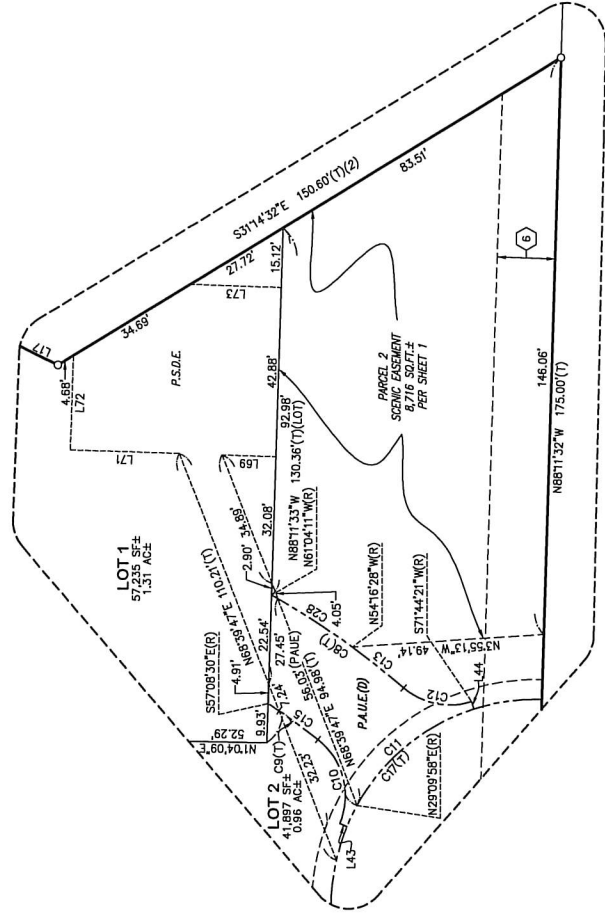 L17
4.68'
L72
34.69'
S31°14'32"E 150.60'(T)(2)
P.S.D.E.
L71
27.72'
L73
15.12'
LOT 1
57,235 SF±
1.31 AC±
83.51'
L69
42.88'
N68°39'47"E 110.21'(T)
34.89'
2.90'
32.08'
92.98'
N88°11'33"W 130.36'(T)(LOT)
N61°04'11"W(R)
PARCEL 2
SCENIC EASEMENT
8,716 SQ.FT.±
PER SHEET 1
6
S57°08'30"E(R)
4.91'
22.54'
4.05'
27.45'
56.03'(PAUE)
N68°39'47"E 94.98'(T)
C28
C8(T)
C13
N54°16'28"W(R)
S71°44'21"W(R)
N1°04'09"E
52.29'
9.93'
7.24'
C9(T)
C15
P.A.U.E.(D)
N3°55'13"W
49.14'
C12
L44
146.06'
N88°11'32"W 175.00'(T)
LOT 2
41,897 SF±
0.96 AC±
32.23'
C10
C11
C17(T)
N29°09'58"E(R)
L43